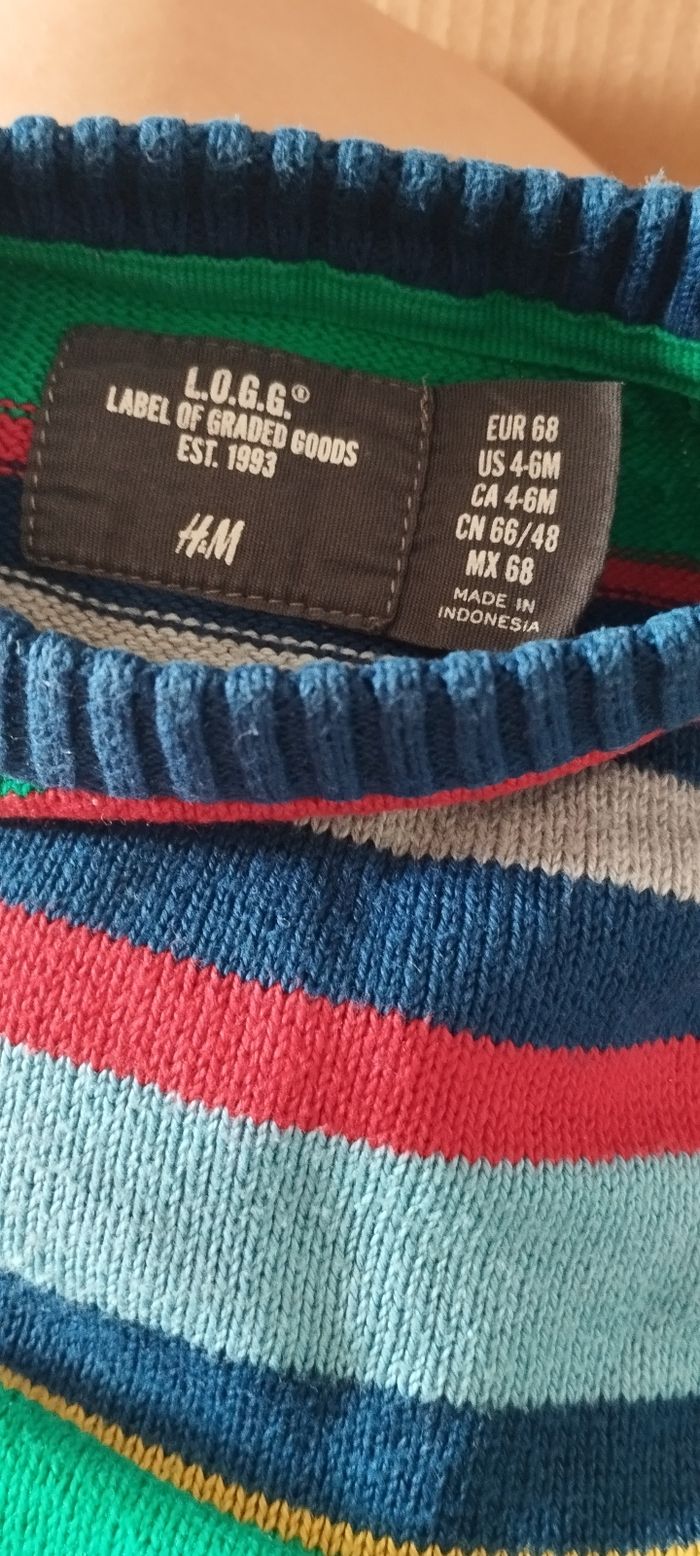 L.O.G.G.®
LABEL OF GRADED GOODS
EST. 1993
H&M
EUR 68
US 4-6M
CA 4-6M
CN 66/48
MX 68
MADE IN
INDONESIA